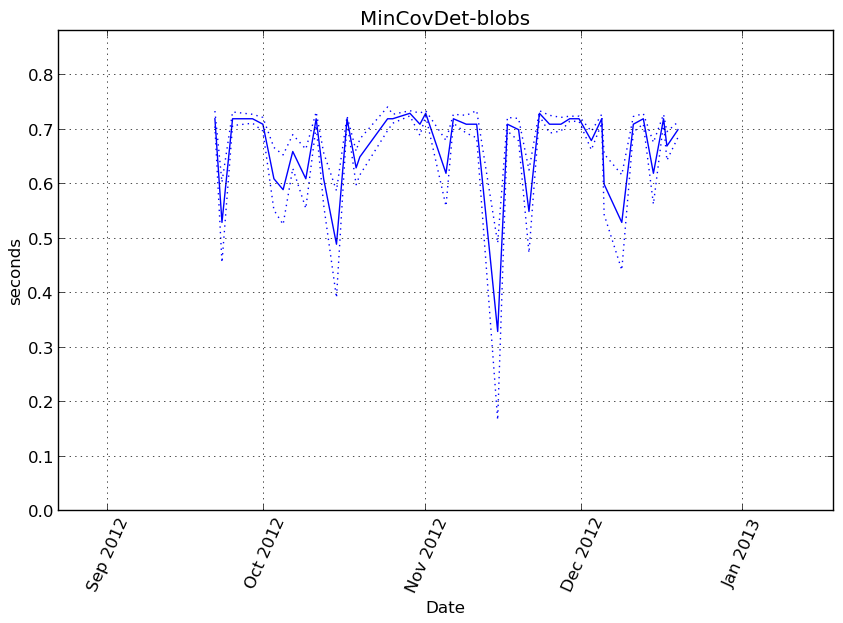 MinCovDet-blobs
0.8
0.7
0.6
0.5
0.4
0.3
0.2
0.1
0.0
seconds
Sep 2012
Oct 2012
Nov 2012
Dec 2012
Jan 2013
Date